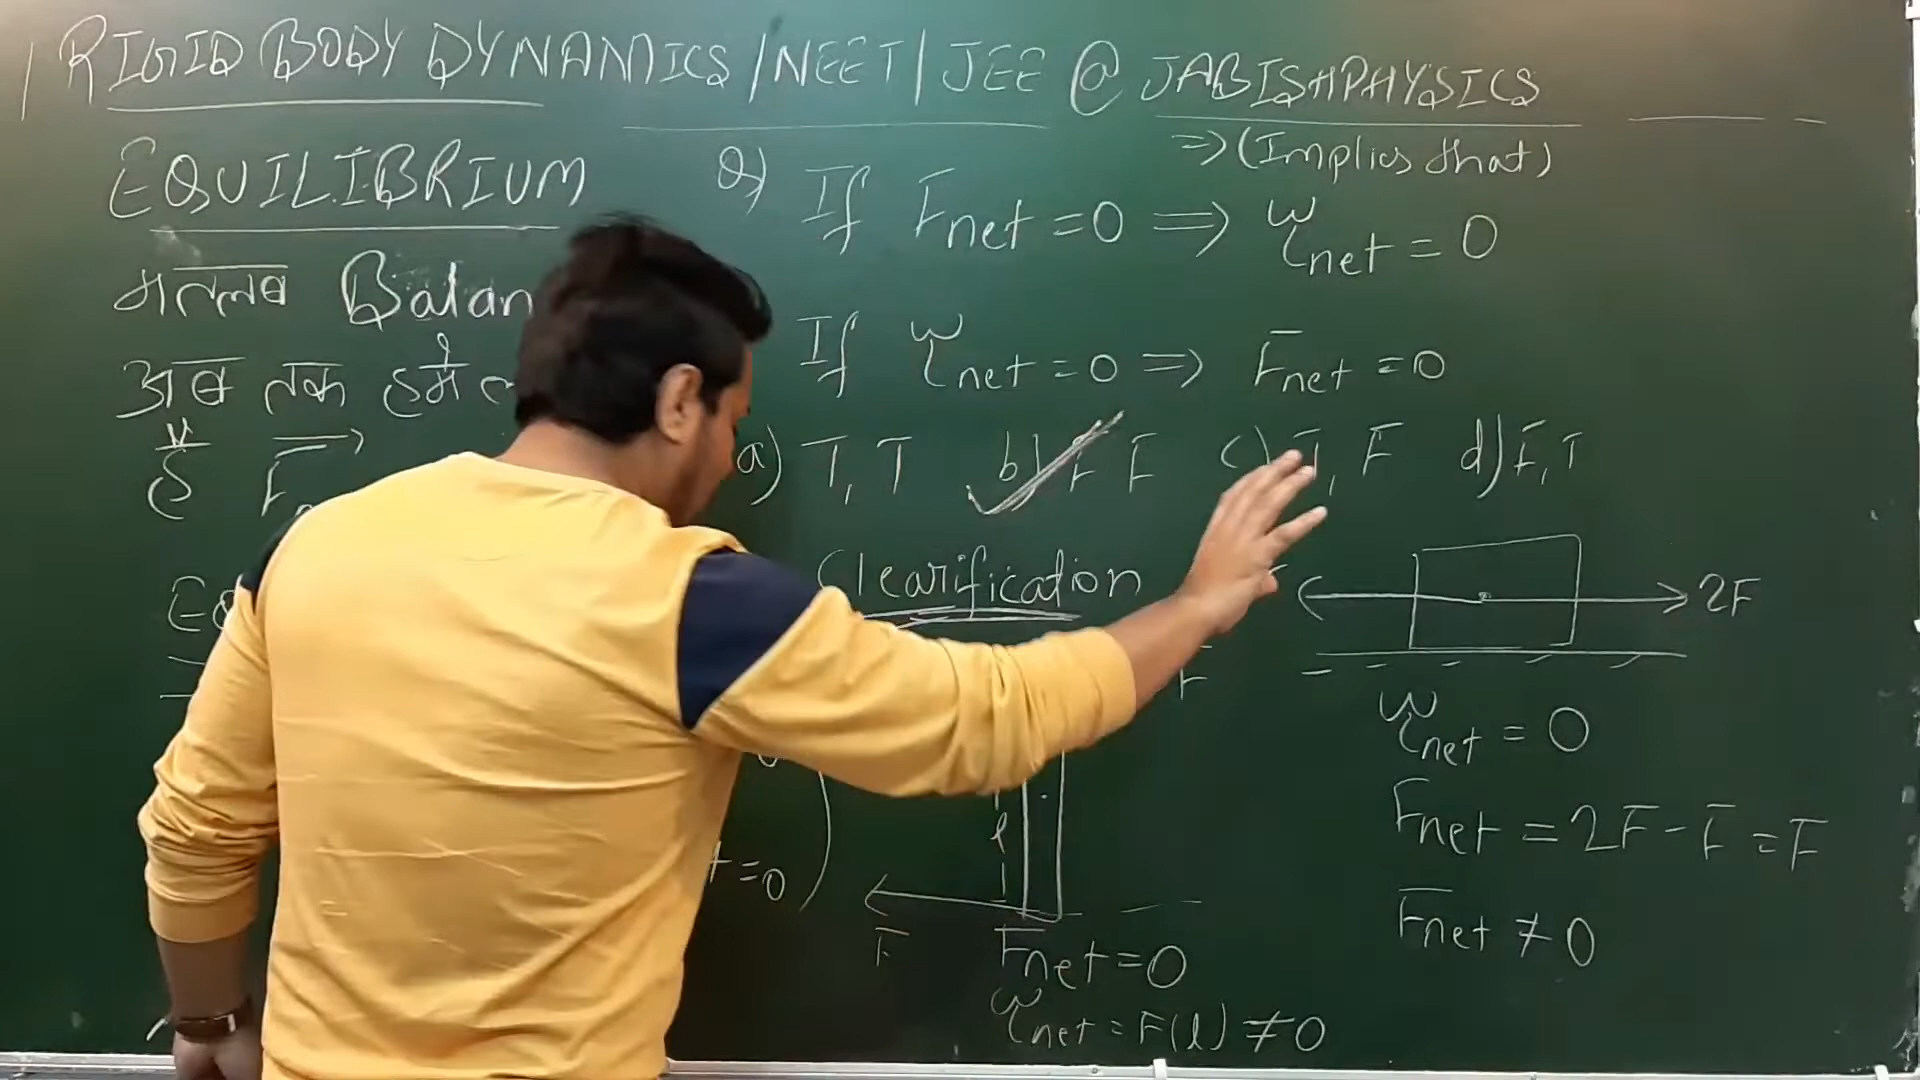 RIGID BODY DYNAMICS/NEET/JEE @ JABISHPHYSICS
EQUILIBRIUM
मतलब Balan
अब तक हमें
है
Q) If Fnet = 0 ⇒ τnet = 0
⇒ (Implies that)
If τnet = 0 ⇒ Fnet = 0
a) T, T b) F F c) T, F d) F, T
Clearification
F
2F
F
l
F
t = 0
Fnet = 0
τnet = F(l) ≠ 0
τnet = 0
Fnet = 2F - F = F
Fnet ≠ 0